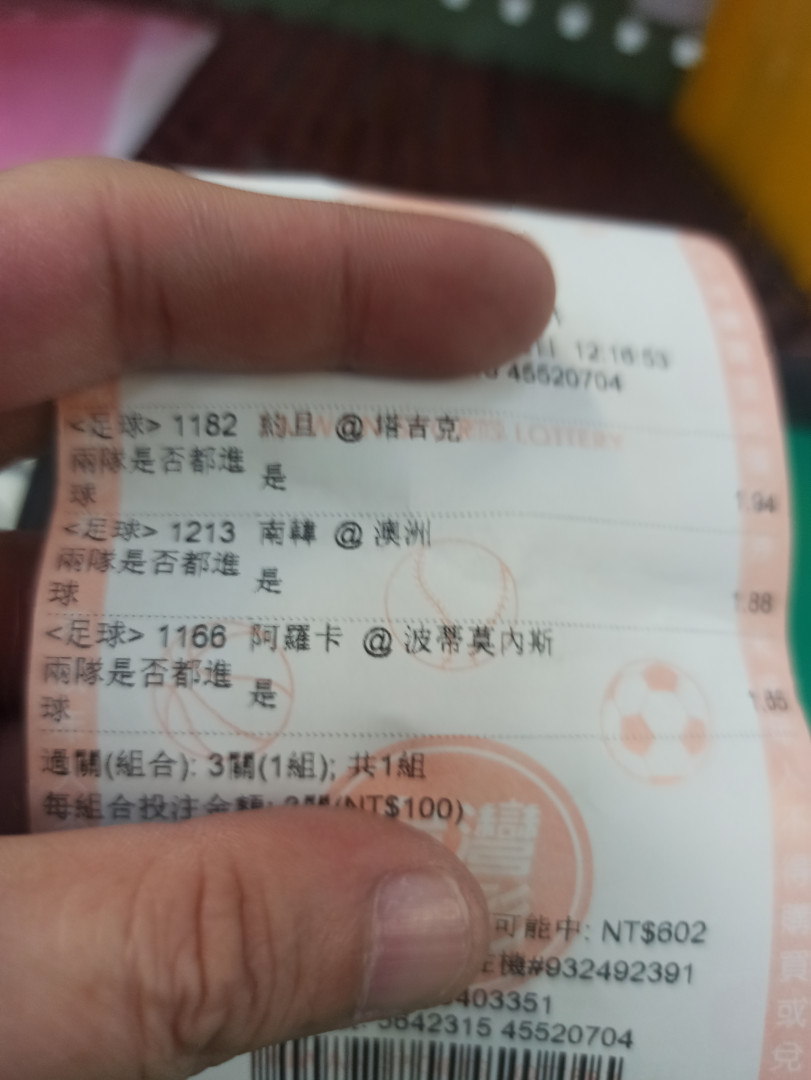 12:16:53
45520704
<足球> 1182 約旦 @ 塔吉克
兩隊是否都進球 是 1.94
<足球> 1213 南韓 @ 澳洲
兩隊是否都進球 是 1.88
<足球> 1166 阿羅卡 @ 波蒂莫內斯
兩隊是否都進球 是 1.65
過關(組合): 3關(1組); 共1組
每組合投注金額: 3關(NT$100)
可能中: NT$602
機#932492391
403351
5642315 45520704